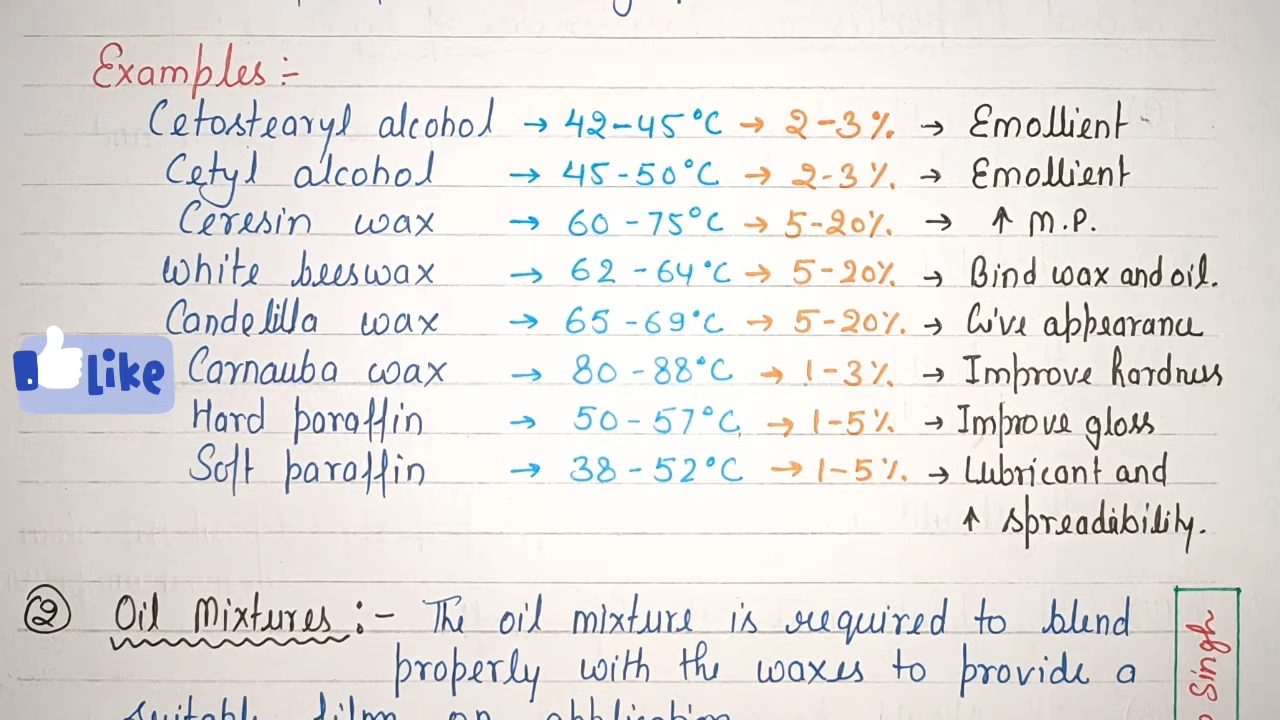 Examples :-
Cetostearyl alcohol → 42-45°C → 2-3% → Emollient
Cetyl alcohol → 45-50°C → 2-3% → Emollient
Ceresin wax → 60-75°C → 5-20% → ↑ M.P.
White beeswax → 62-64°C → 5-20% → Bind wax and oil.
Candelilla wax → 65-69°C → 5-20% → Give appearance
Like
Carnauba wax → 80-88°C → 1-3% → Improve hardness
Hard paraffin → 50-57°C → 1-5% → Improve gloss
Soft paraffin → 38-52°C → 1-5% → Lubricant and
↑ spreadability.
② Oil Mixtures :- The oil mixture is required to blend
properly with the waxes to provide a
suitable film on application
Singh